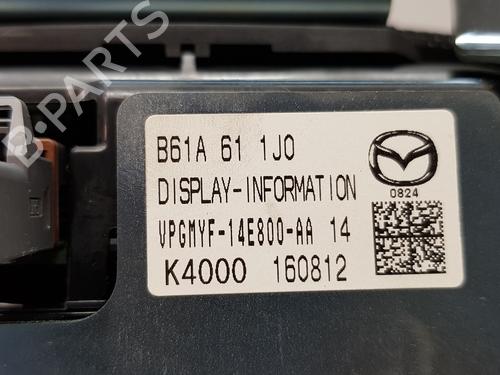 B-PARTS
B61A 61 1J0
DISPLAY-INFORMATION
VPGMYF-14E800-AA 14
K4000 160812
0824